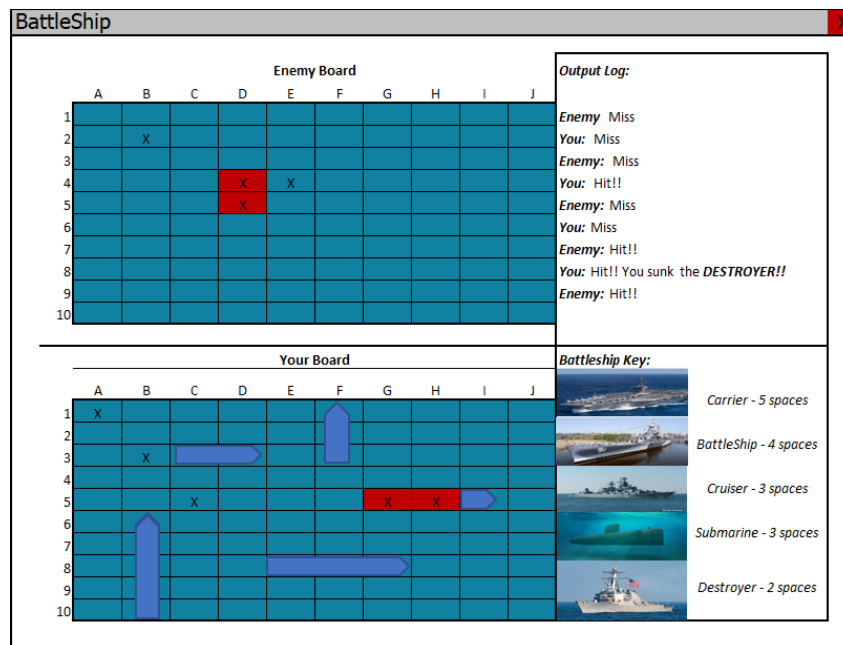 BattleShip X
Enemy Board
A B C D E F G H I J
1
2 X
3
4 X X
5 X
6
7
8
9
10
Output Log:
Enemy Miss
You: Miss
Enemy: Miss
You: Hit!!
Enemy: Miss
You: Miss
Enemy: Hit!!
You: Hit!! You sunk the DESTROYER!!
Enemy: Hit!!
Your Board
A B C D E F G H I J
1 X
2
3 X
4
5 X X X
6
7
8
9
10
Battleship Key:
Carrier - 5 spaces
BattleShip - 4 spaces
Cruiser - 3 spaces
Submarine - 3 spaces
Destroyer - 2 spaces